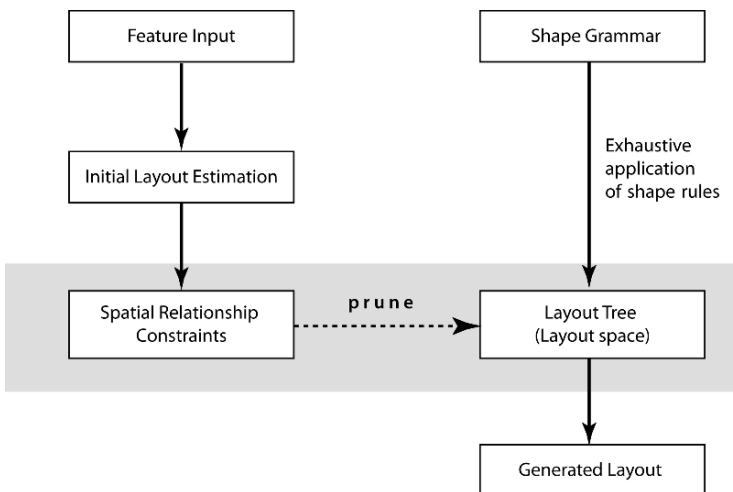 Feature Input
Shape Grammar
Exhaustive
application
of shape rules
Initial Layout Estimation
Spatial Relationship
Constraints
prune
Layout Tree
(Layout space)
Generated Layout